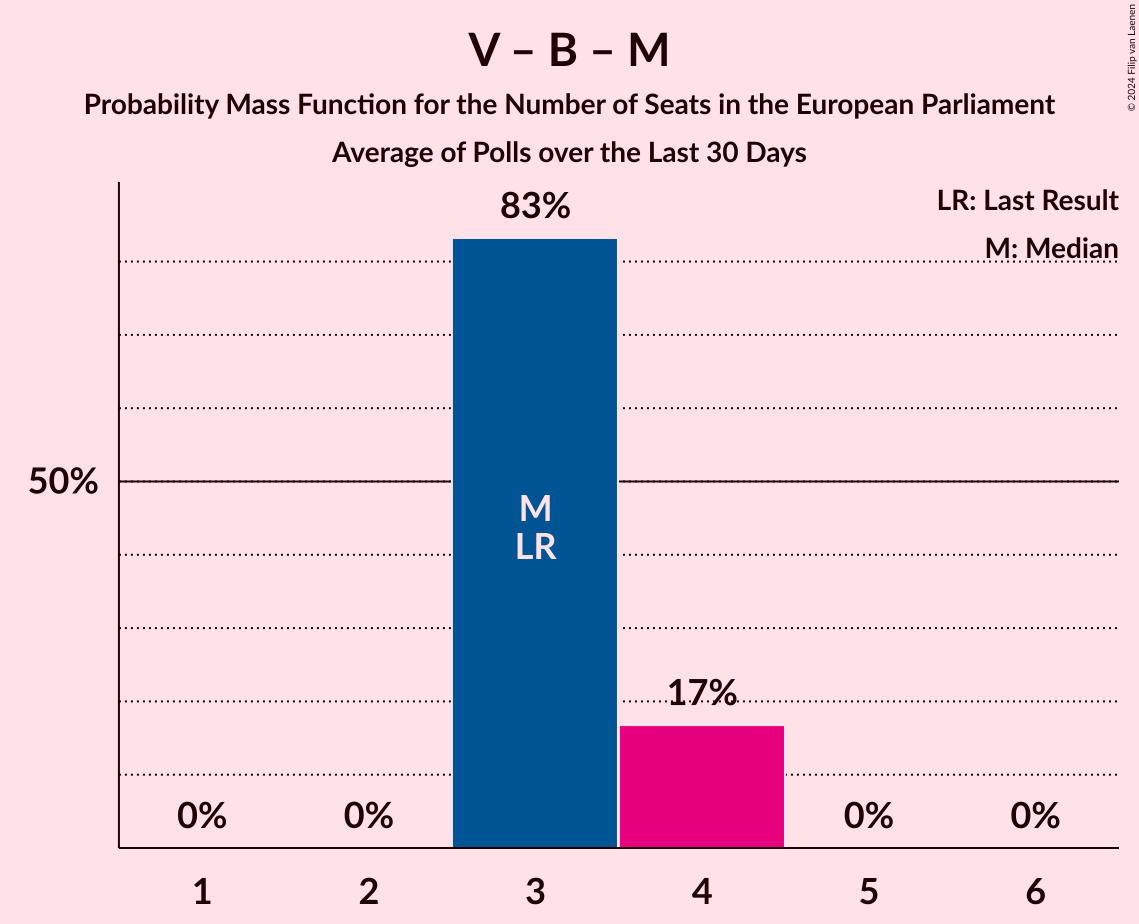 V – B – M
Probability Mass Function for the Number of Seats in the European Parliament
Average of Polls over the Last 30 Days
© 2024 Filip van Laenen
LR: Last Result
M: Median
83%
50%
M
LR
17%
0%
0%
0%
0%
1
2
3
4
5
6